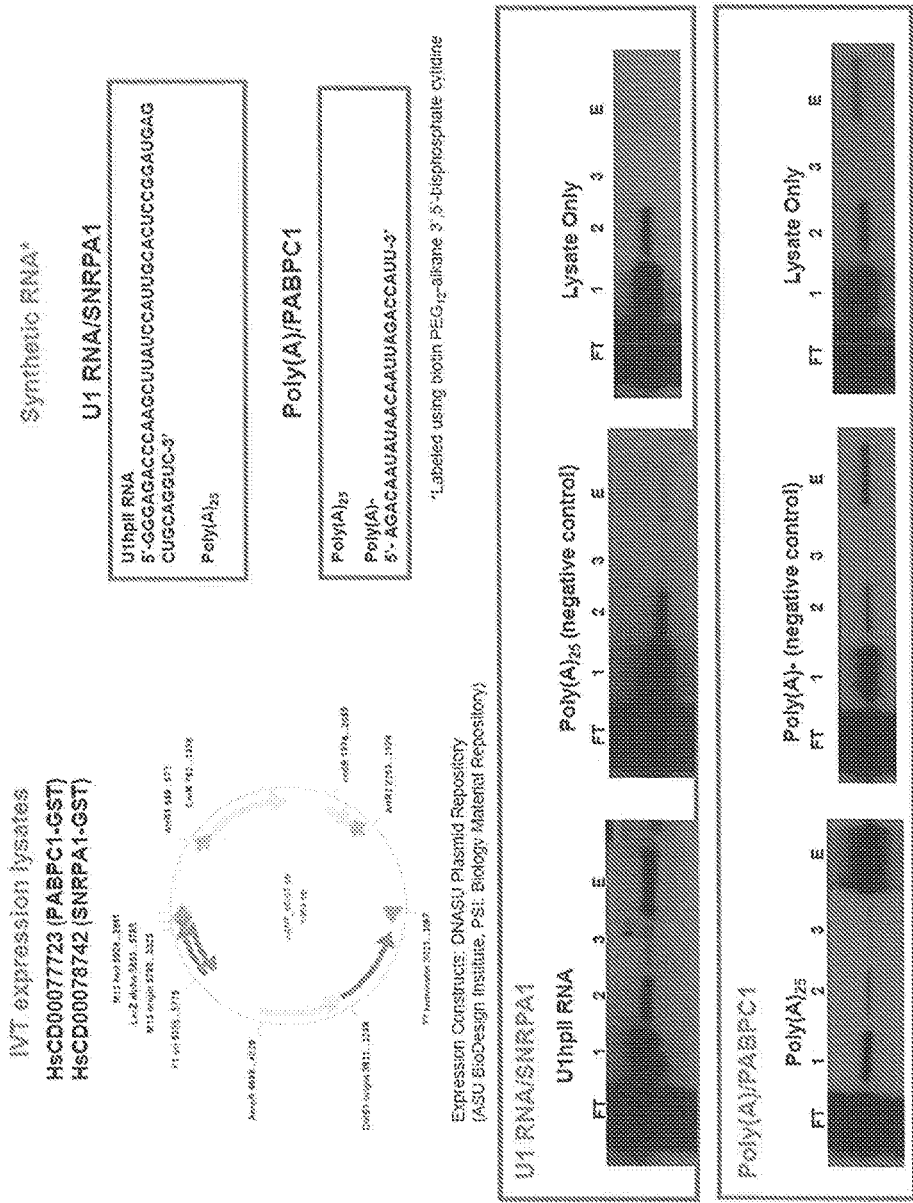 IVT expression lysates
HsCD00077723 (PABPC1-GST)
HsCD00076742 (SNRPA1-GST)
Expression Constructs: DNASU Plasmid Repository
(ASU BioDesign Institute, PSI: Biology Material Repository)
Synthetic RNA*
U1 RNA/SNRPA1
U1hpII RNA
5'-GGGAGACCCAAGCUUAUCCAUUGCACUCCGGAUGAG
CUGCAGGUC-3'
Poly(A)25
Poly(A)/PABPC1
Poly(A)25
Poly(A)-
5'- AGACAAUAUAACAAUUAGACCAUU-3'
*Labeled using biotin PEG12-alkane 3',5'-bisphosphate cytidine
U1 RNA/SNRPA1
U1hpII RNA
FT 1 2 3 E
Poly(A)25 (negative control)
FT 1 2 3 E
Lysate Only
FT 1 2 3 E
Poly(A)/PABPC1
Poly(A)25
FT 1 2 3 E
Poly(A)- (negative control)
FT 1 2 3 E
Lysate Only
FT 1 2 3 E